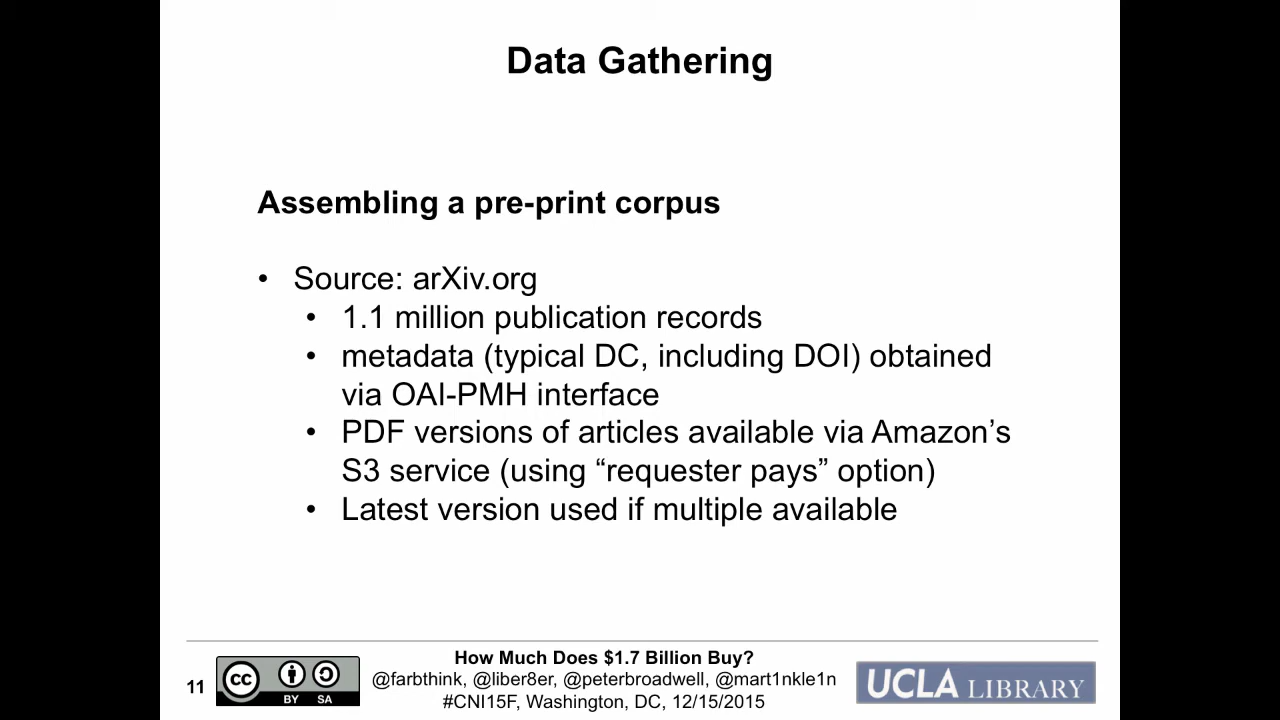 Data Gathering
Assembling a pre-print corpus
• Source: arXiv.org
• 1.1 million publication records
• metadata (typical DC, including DOI) obtained
via OAI-PMH interface
• PDF versions of articles available via Amazon’s
S3 service (using “requester pays” option)
• Latest version used if multiple available
11
cc
BY SA
How Much Does $1.7 Billion Buy?
@farbthink, @liber8er, @peterbroadwell, @mart1nkle1n
#CNI15F, Washington, DC, 12/15/2015
UCLA LIBRARY